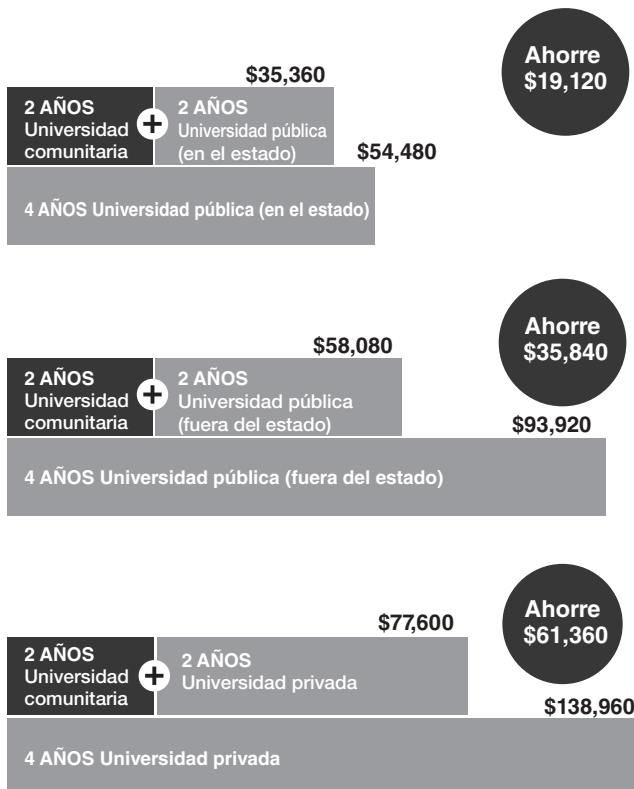 Ahorre
$19,120
$35,360
2 AÑOS
Universidad
comunitaria
+
2 AÑOS
Universidad pública
(en el estado)
$54,480
4 AÑOS Universidad pública (en el estado)
Ahorre
$35,840
$58,080
2 AÑOS
Universidad
comunitaria
+
2 AÑOS
Universidad pública
(fuera del estado)
$93,920
4 AÑOS Universidad pública (fuera del estado)
Ahorre
$61,360
$77,600
2 AÑOS
Universidad
comunitaria
+
2 AÑOS
Universidad privada
$138,960
4 AÑOS Universidad privada